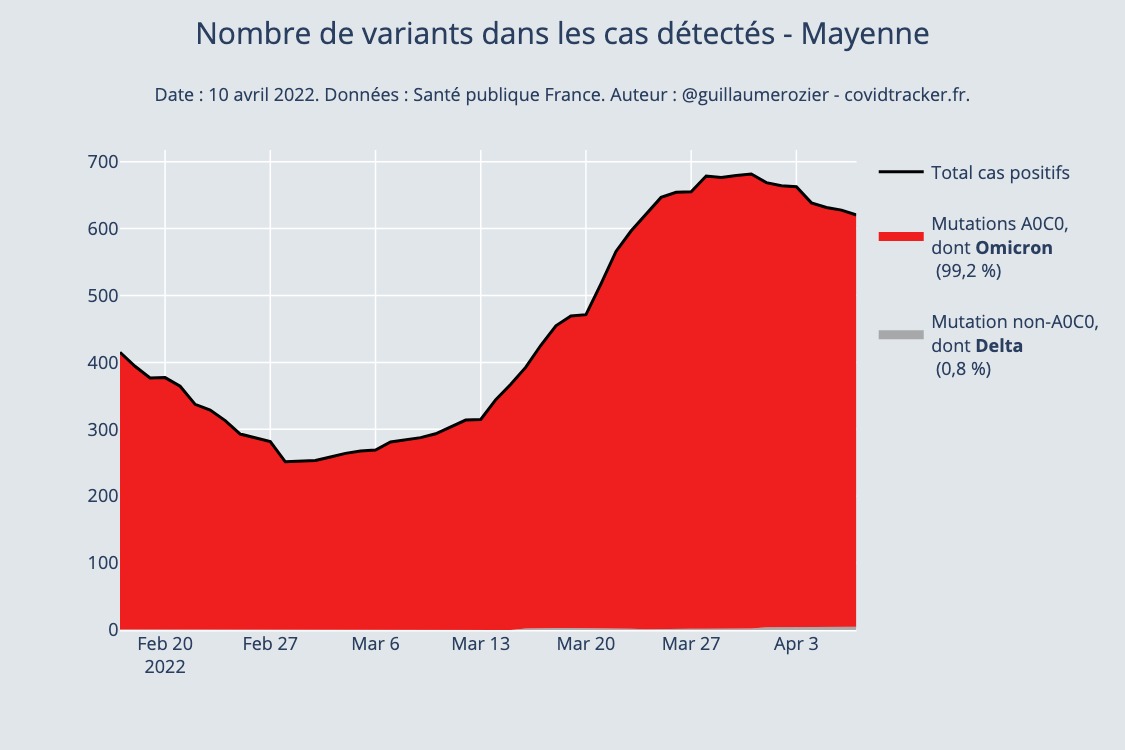 Nombre de variants dans les cas détectés - Mayenne
Date : 10 avril 2022. Données : Santé publique France. Auteur : @guillaumerozier - covidtracker.fr.
700
600
500
400
300
200
100
0
Feb 20
2022
Feb 27
Mar 6
Mar 13
Mar 20
Mar 27
Apr 3
Total cas positifs
Mutations A0C0,
dont Omicron
(99,2 %)
Mutation non-A0C0,
dont Delta
(0,8 %)